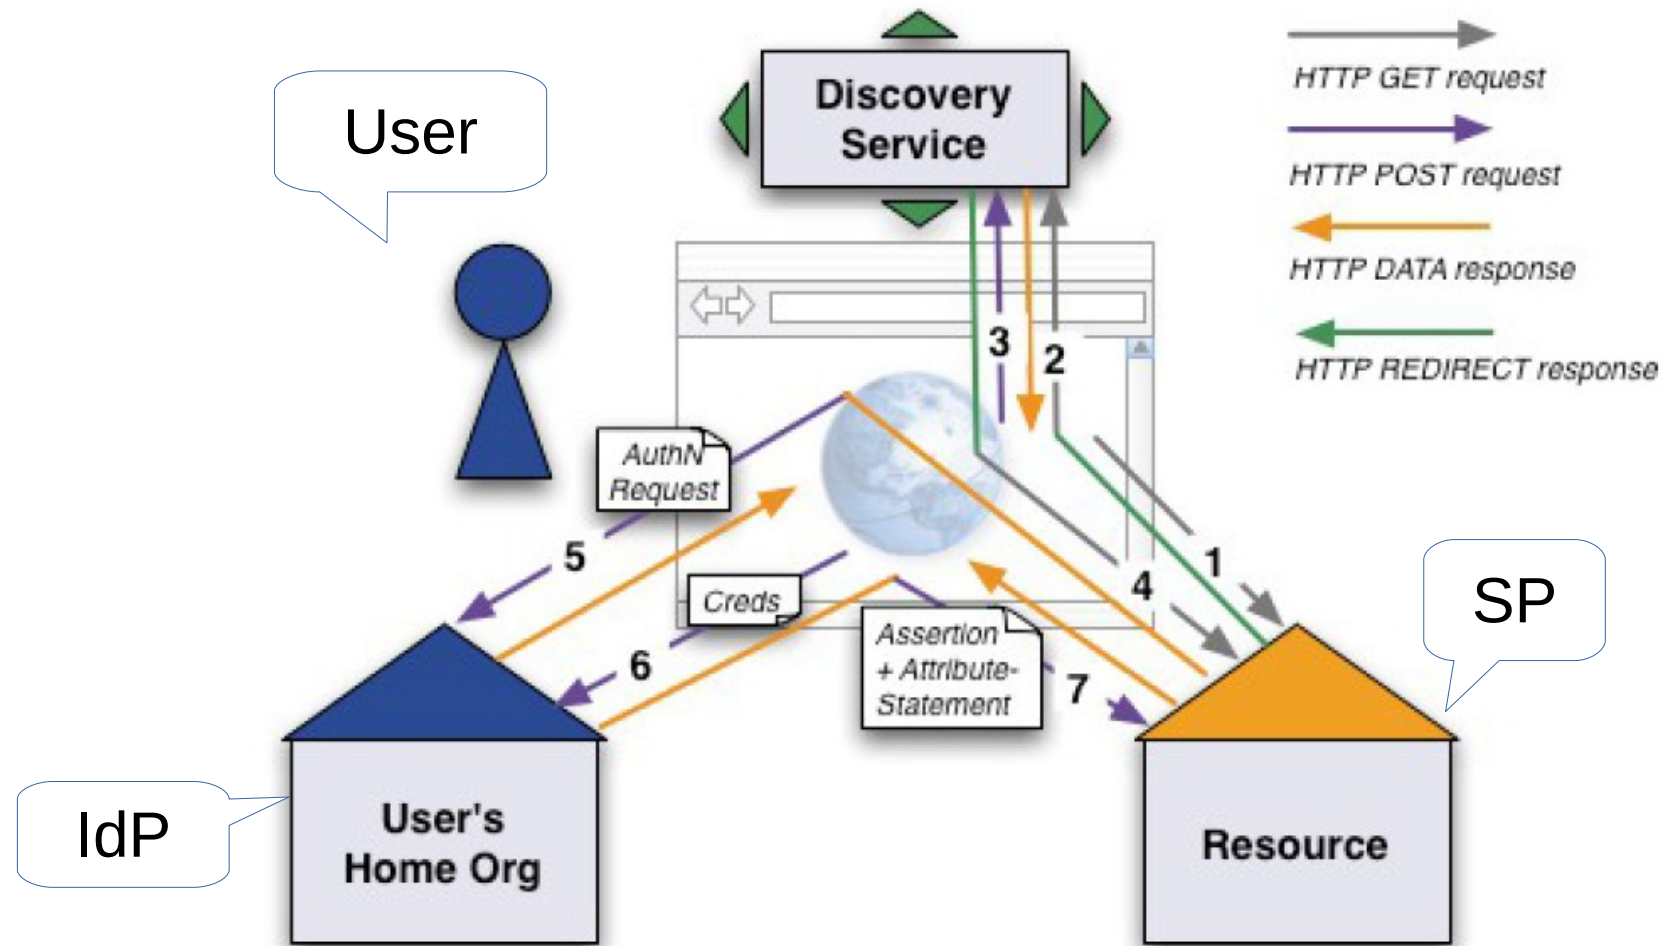 User
Discovery
Service
HTTP GET request
HTTP POST request
HTTP DATA response
HTTP REDIRECT response
3
2
AuthN
Request
5
1
4
Creds
6
Assertion
+ Attribute-
Statement
7
SP
IdP
User's
Home Org
Resource